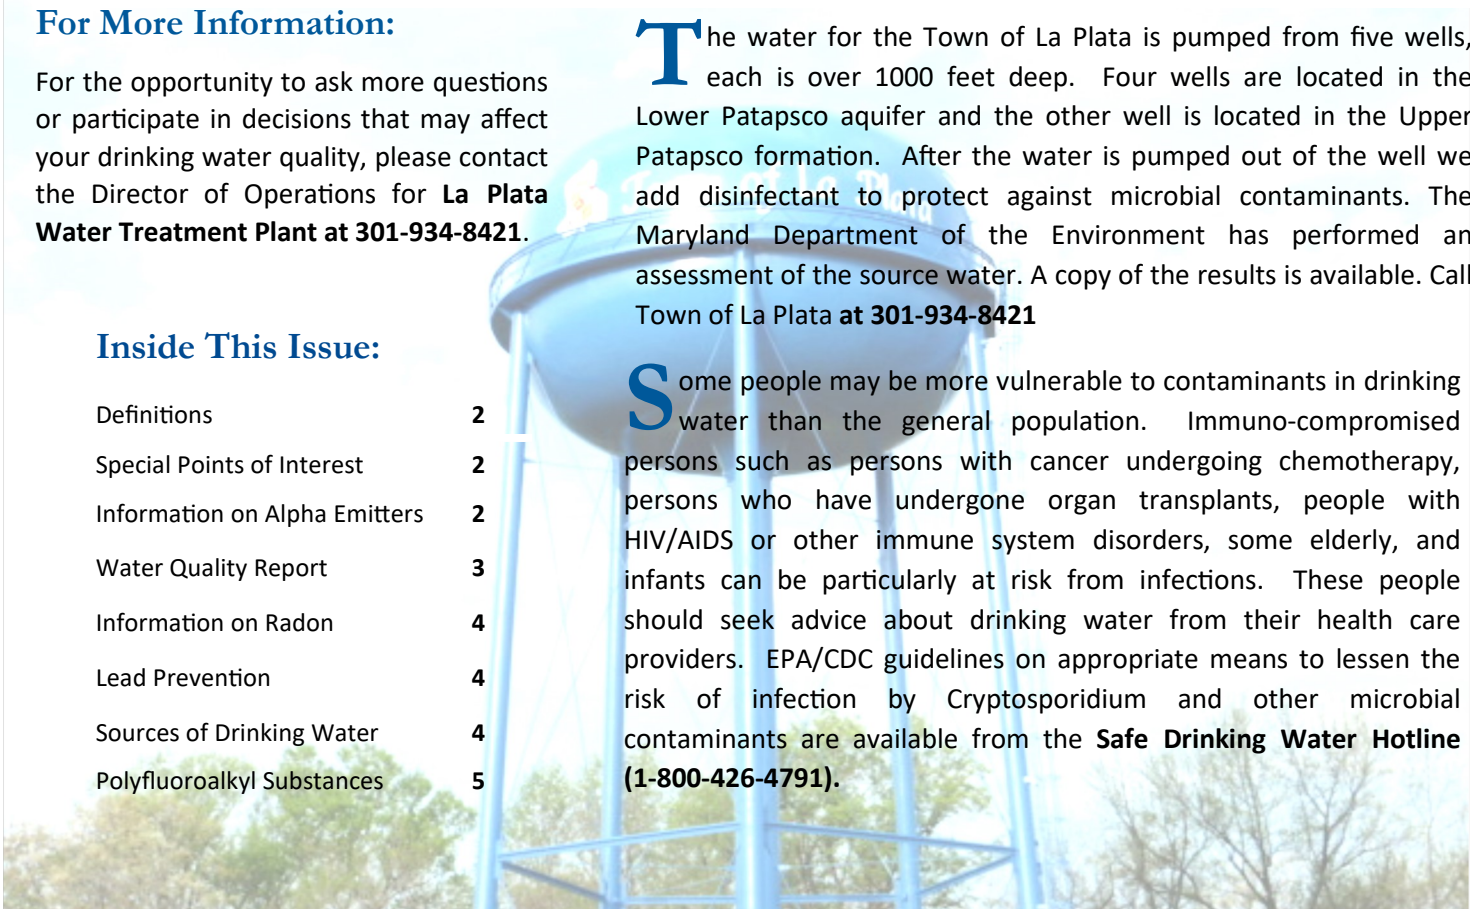 For More Information:
For the opportunity to ask more questions
or participate in decisions that may affect
your drinking water quality, please contact
the Director of Operations for La Plata
Water Treatment Plant at 301-934-8421.
Inside This Issue:
Definitions 2
Special Points of Interest 2
Information on Alpha Emitters 2
Water Quality Report 3
Information on Radon 4
Lead Prevention 4
Sources of Drinking Water 4
Polyfluoroalkyl Substances 5
The water for the Town of La Plata is pumped from five wells,
each is over 1000 feet deep. Four wells are located in the
Lower Patapsco aquifer and the other well is located in the Upper
Patapsco formation. After the water is pumped out of the well we
add disinfectant to protect against microbial contaminants. The
Maryland Department of the Environment has performed an
assessment of the source water. A copy of the results is available. Call
Town of La Plata at 301-934-8421
Some people may be more vulnerable to contaminants in drinking
water than the general population. Immuno-compromised
persons such as persons with cancer undergoing chemotherapy,
persons who have undergone organ transplants, people with
HIV/AIDS or other immune system disorders, some elderly, and
infants can be particularly at risk from infections. These people
should seek advice about drinking water from their health care
providers. EPA/CDC guidelines on appropriate means to lessen the
risk of infection by Cryptosporidium and other microbial
contaminants are available from the Safe Drinking Water Hotline
(1-800-426-4791).
Town of La Plata